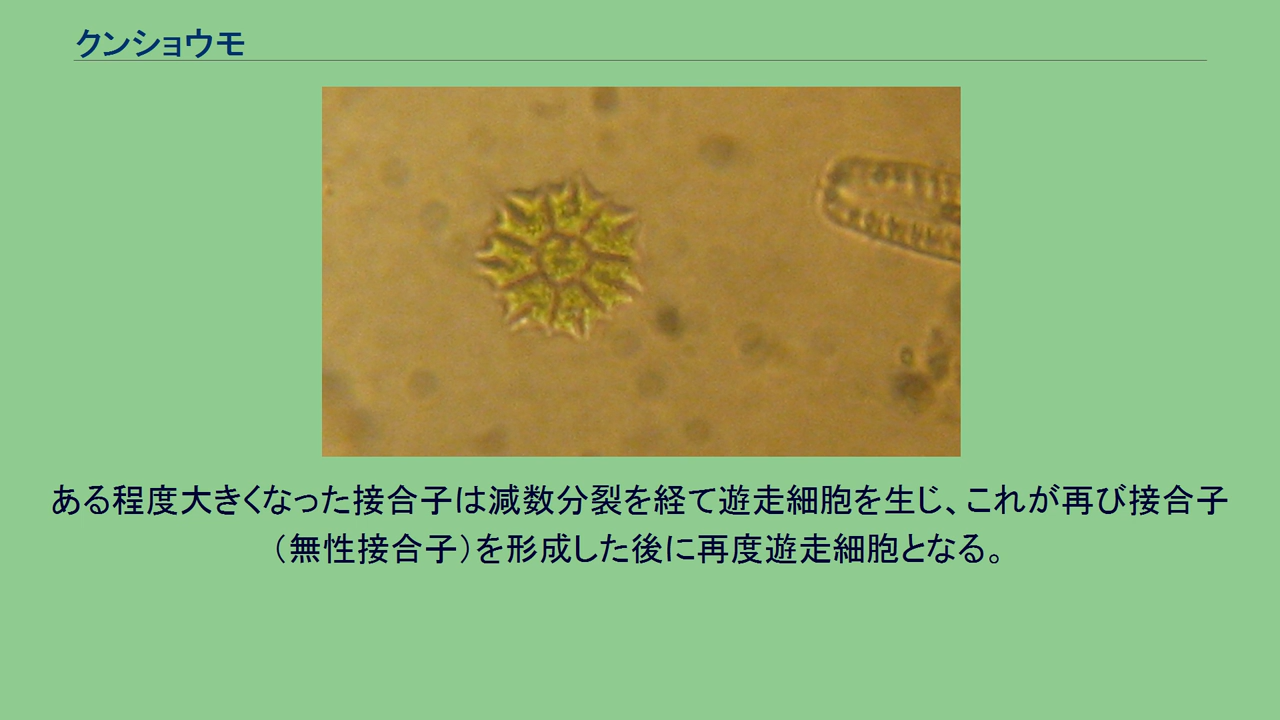 クンショウモ
ある程度大きくなった接合子は減数分裂を経て遊走細胞を生じ、これが再び接合子
（無性接合子）を形成した後に再度遊走細胞となる。